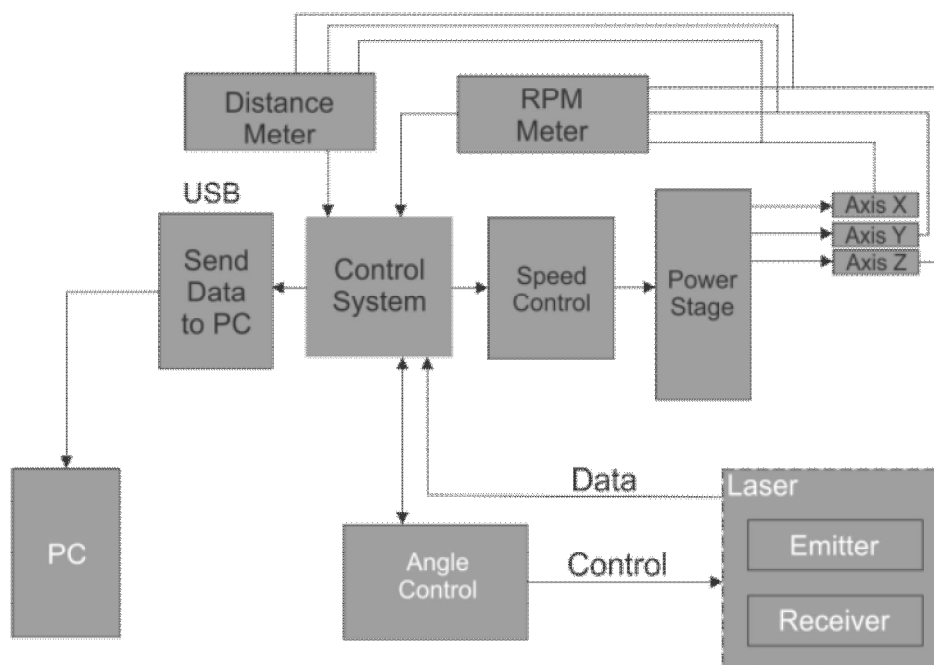 Distance
Meter
RPM
Meter
USB
Send
Data
to PC
Control
System
Speed
Control
Power
Stage
Axis X
Axis Y
Axis Z
PC
Data
Angle
Control
Control
Laser
Emitter
Receiver